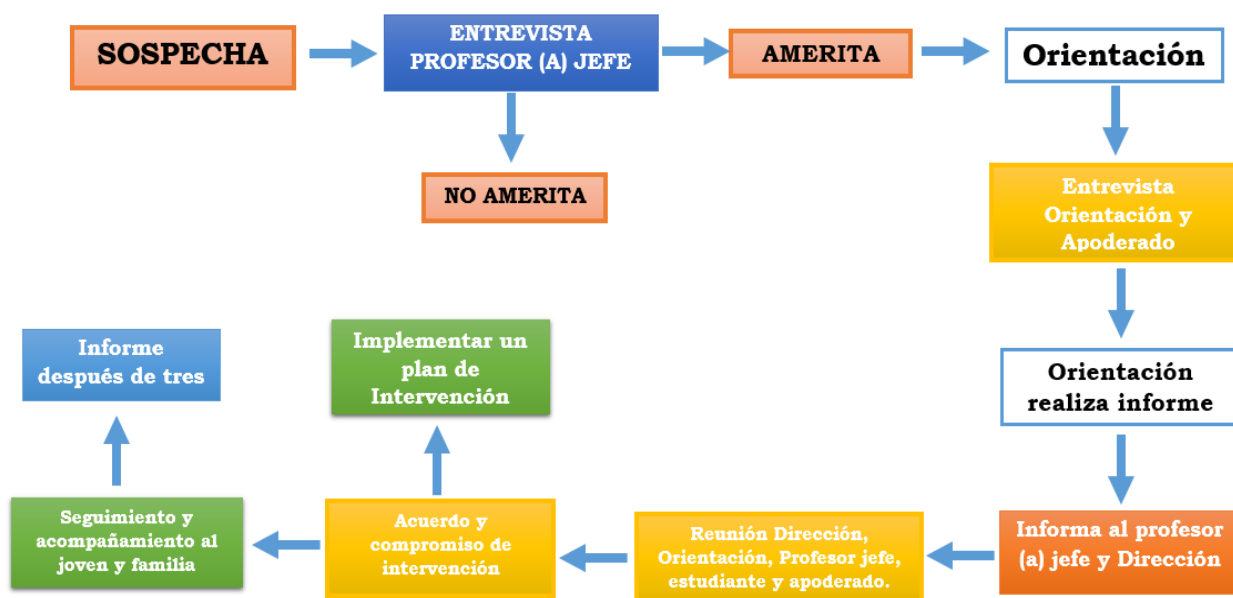 SOSPECHA
ENTREVISTA
PROFESOR (A) JEFE
AMERITA
Orientación
NO AMERITA
Entrevista
Orientación y
Apoderado
Orientación
realiza informe
Informa al profesor
(a) jefe y Dirección
Reunión Dirección,
Orientación, Profesor jefe,
estudiante y apoderado.
Acuerdo y
compromiso de
intervención
Implementar un
plan de
Intervención
Seguimiento y
acompañamiento al
joven y familia
Informe
después de tres